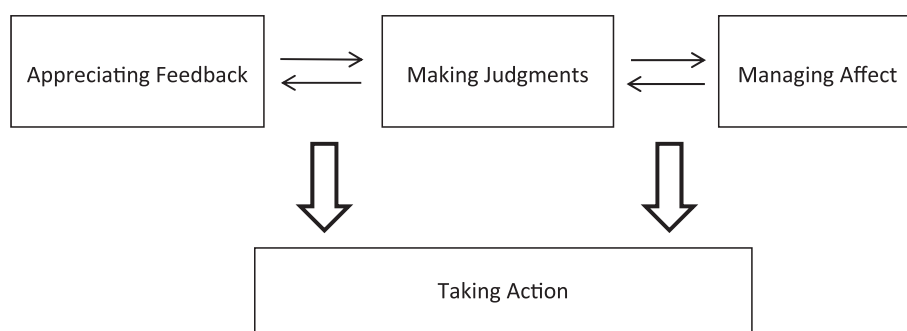 Appreciating Feedback
Making Judgments
Managing Affect
Taking Action